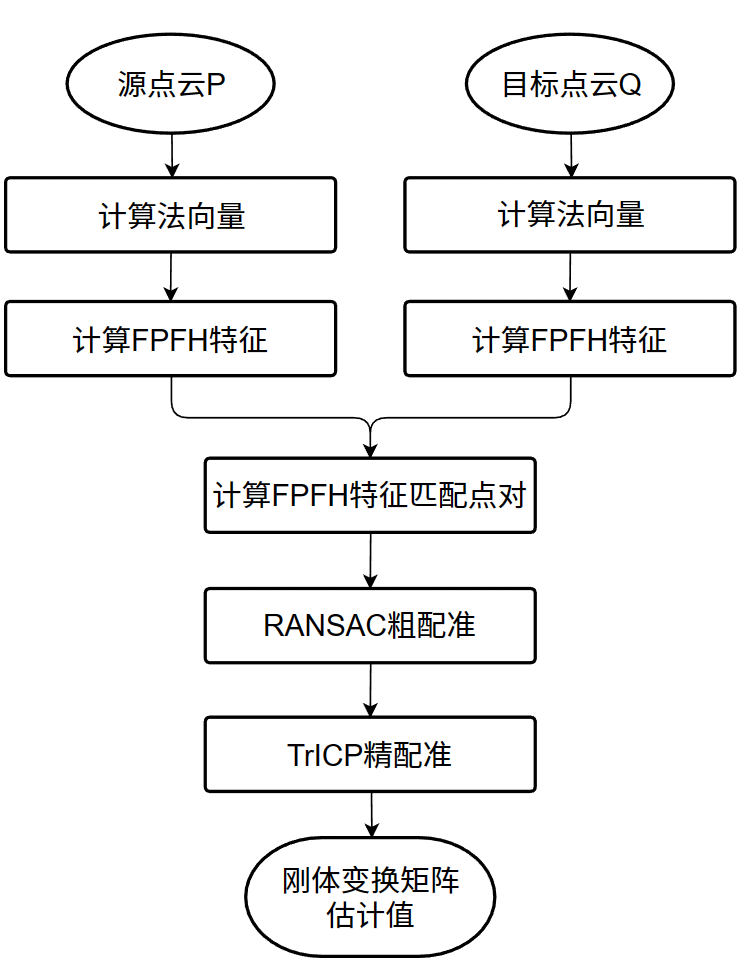 源点云P
目标点云Q
计算法向量
计算法向量
计算FPFH特征
计算FPFH特征
计算FPFH特征匹配点对
RANSAC粗配准
TrICP精配准
刚体变换矩阵
估计值